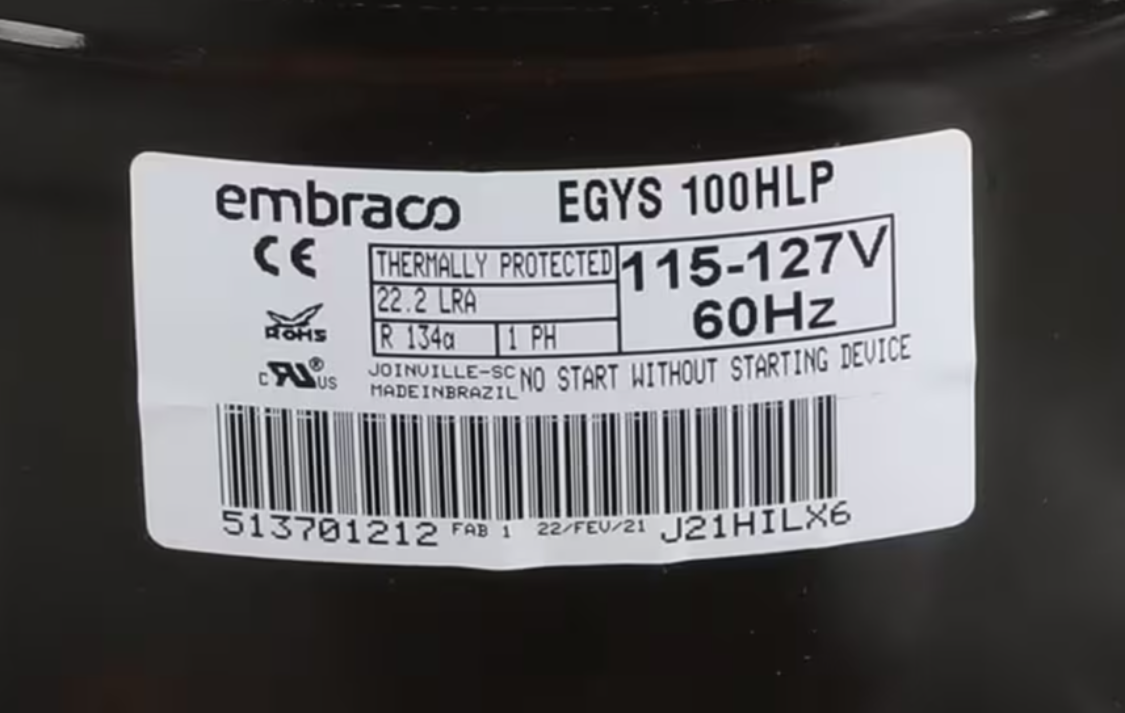 embraco EGYS 100HLP
CE
THERMALLY PROTECTED
22.2 LRA
R 134a 1 PH
115-127V
60Hz
RoHS
c RU® US
JOINVILLE-SC
MADEINBRAZIL
NO START WITHOUT STARTING DEVICE
513701212 FAB 1 22/FEV/21 J21HILX6